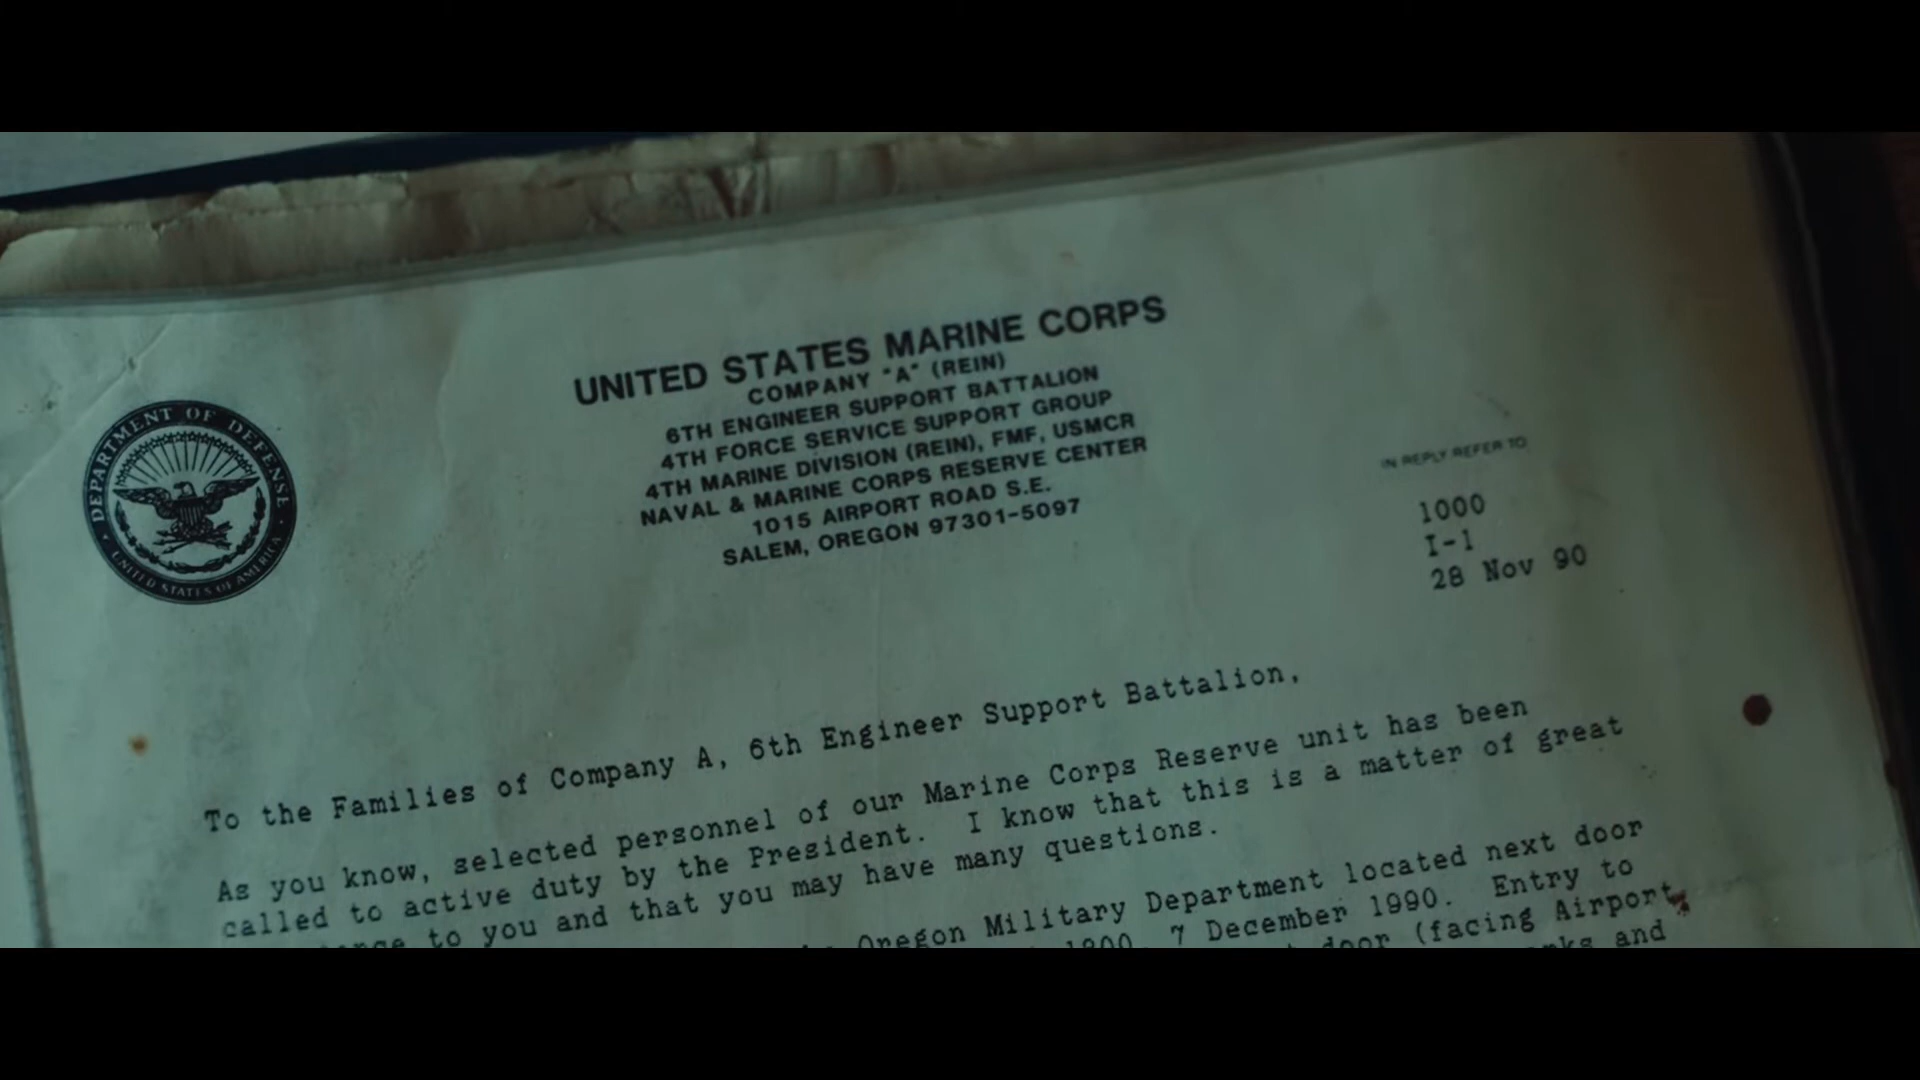 UNITED STATES MARINE CORPS
COMPANY "A" (REIN)
6TH ENGINEER SUPPORT BATTALION
4TH FORCE SERVICE SUPPORT GROUP
4TH MARINE DIVISION (REIN), FMF, USMCR
NAVAL & MARINE CORPS RESERVE CENTER
1015 AIRPORT ROAD S.E.
SALEM, OREGON 97301-5097
DEPARTMENT OF DEFENSE
UNITED STATES OF AMERICA
IN REPLY REFER TO
1000
I-1
28 Nov 90
To the Families of Company A, 6th Engineer Support Battalion,
As you know, selected personnel of our Marine Corps Reserve unit has been
called to active duty by the President. I know that this is a matter of great
to you and that you may have many questions.
Oregon Military Department located next door
1800, 7 December 1990. Entry to
door (facing Airport
and